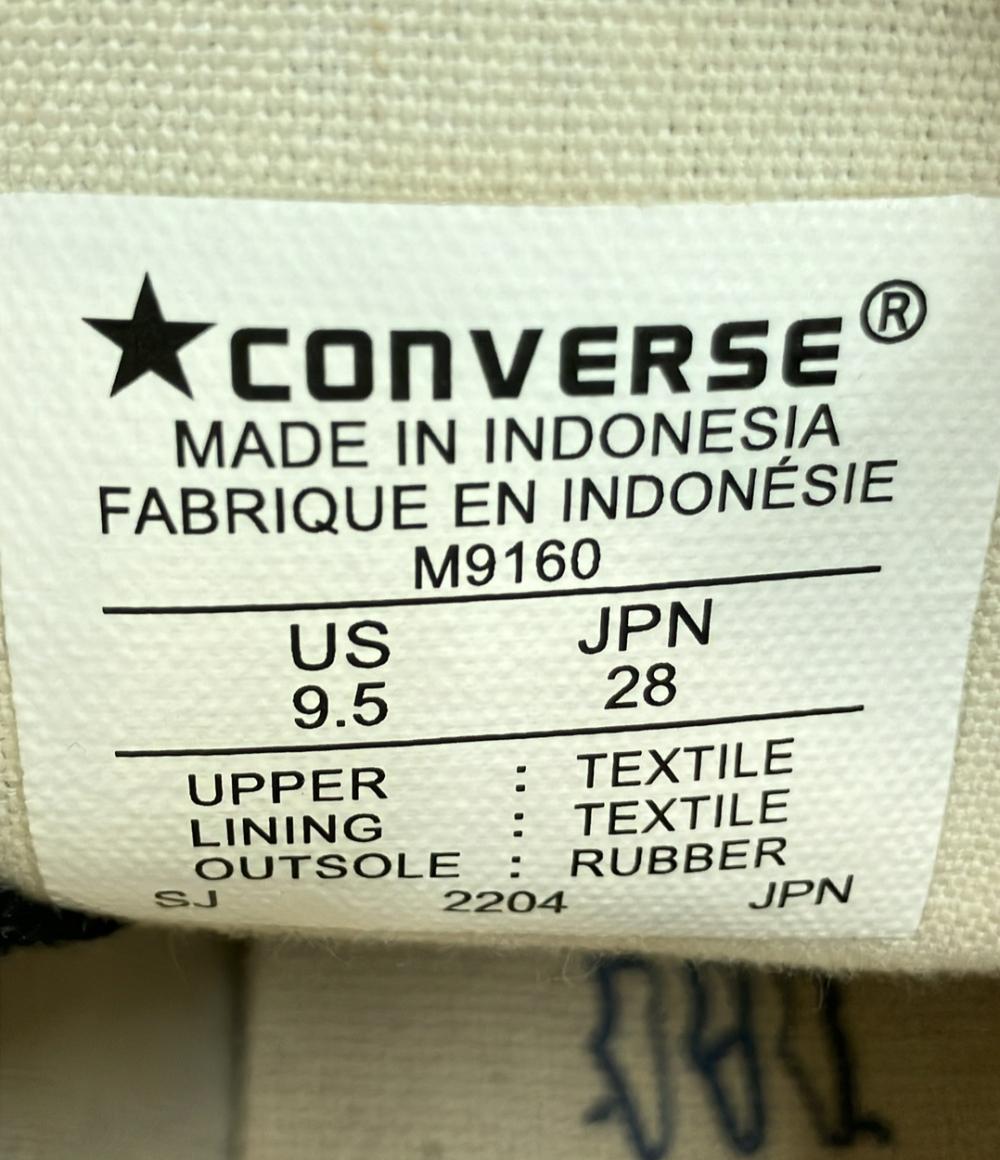 ★CONVERSE®
MADE IN INDONESIA
FABRIQUE EN INDONÉSIE
M9160
US JPN
9.5 28
UPPER : TEXTILE
LINING : TEXTILE
OUTSOLE : RUBBER
SJ 2204 JPN